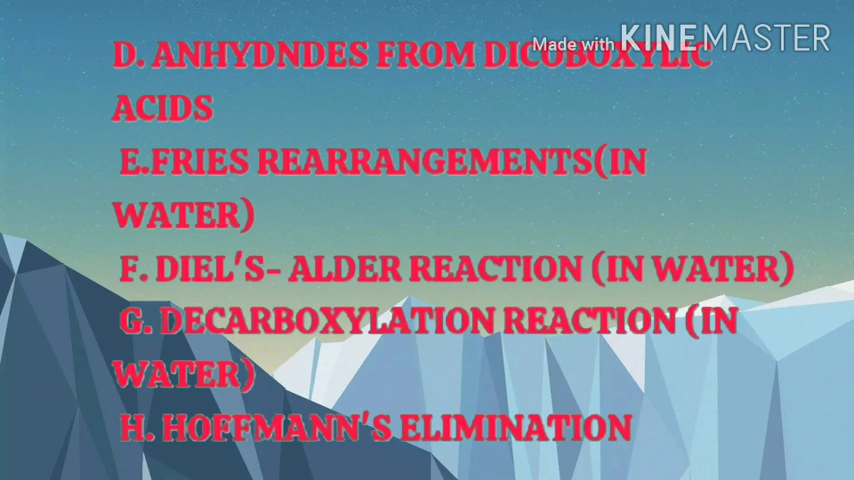 Made with KINEMASTER
D. ANHYDNDES FROM DICOBOXYLIC
ACIDS
E.FRIES REARRANGEMENTS(IN
WATER)
F. DIEL'S- ALDER REACTION (IN WATER)
G. DECARBOXYLATION REACTION (IN
WATER)
H. HOFFMANN'S ELIMINATION